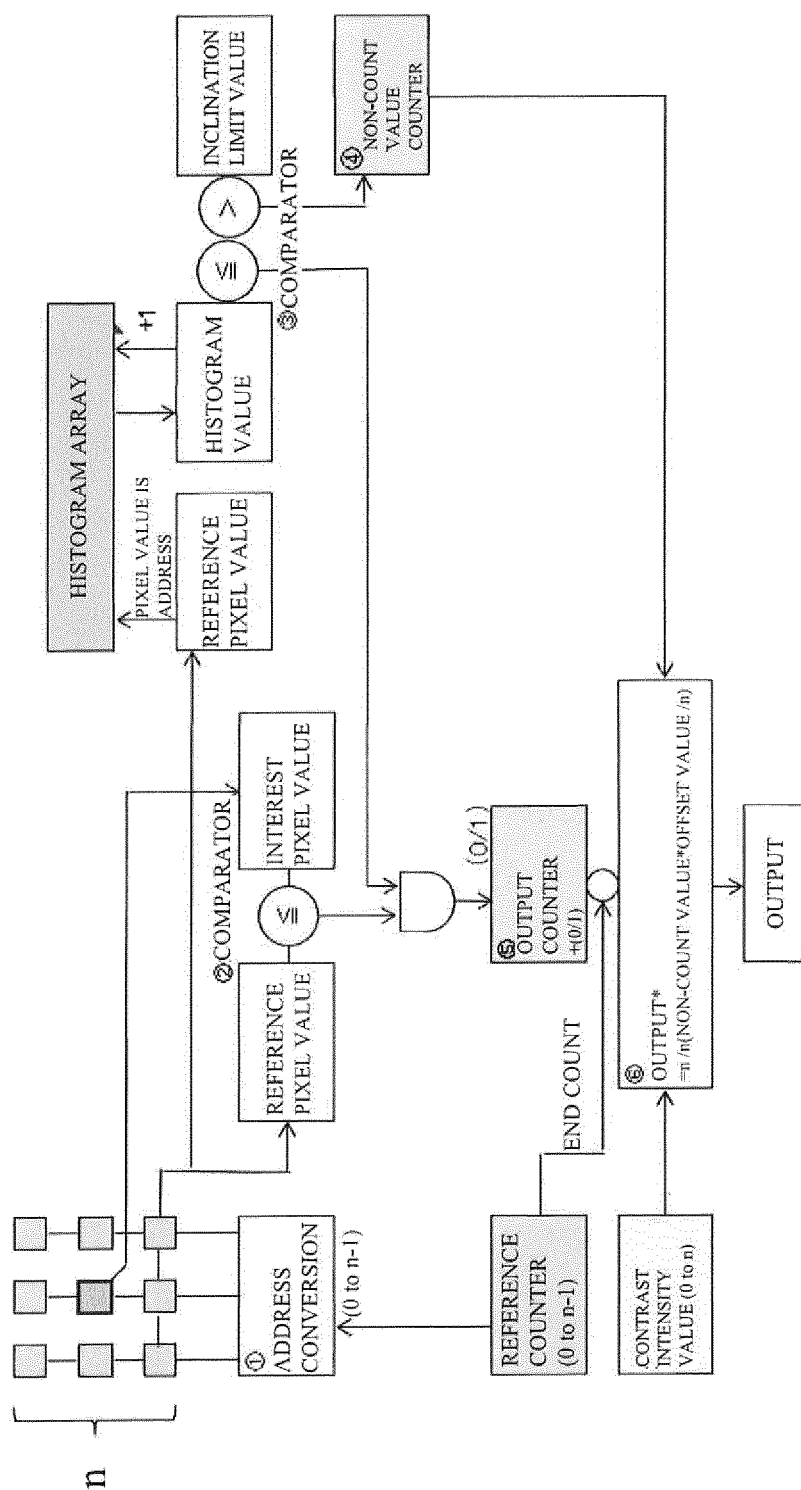 n
①
ADDRESS
CONVERSION
(0 to n-1)
REFERENCE
COUNTER
(0 to n-1)
END COUNT
CONTRAST
INTENSITY
VALUE (0 to n)
REFERENCE
PIXEL VALUE
②COMPARATOR
≦
INTEREST
PIXEL VALUE
(0/1)
⑤
OUTPUT
COUNTER
+(0/1)
⑥
OUTPUT*
=n /n(NON-COUNT VALUE*OFFSET VALUE /n)
OUTPUT
HISTOGRAM ARRAY
PIXEL VALUE IS
ADDRESS
REFERENCE
PIXEL VALUE
+1
HISTOGRAM
VALUE
③COMPARATOR
≦
>
INCLINATION
LIMIT VALUE
④
NON-COUNT
VALUE
COUNTER